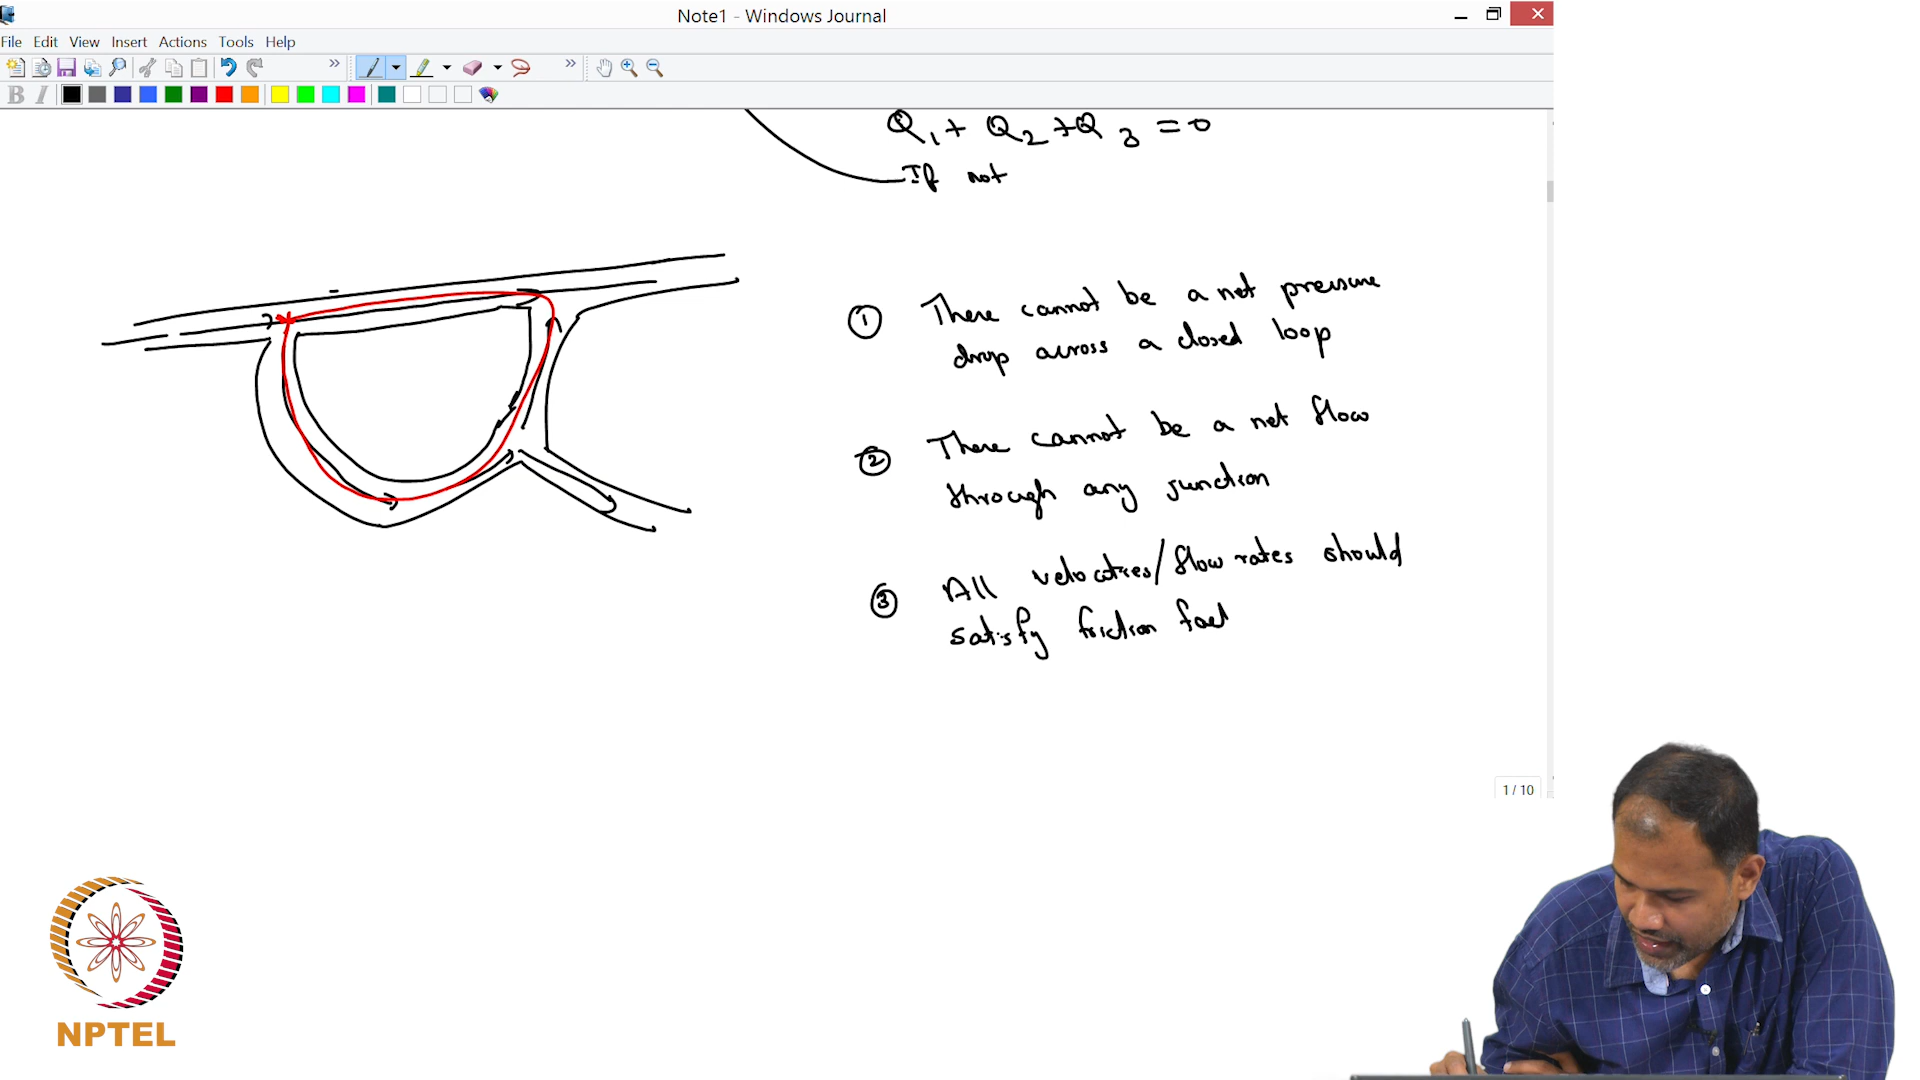 Note1 - Windows Journal
File Edit View Insert Actions Tools Help
B I
Q1 + Q2 + Q3 = 0
If not
① There cannot be a net pressure
drop across a closed loop
② There cannot be a net flow
through any junction
③ All velocities/flow rates should
satisfy friction fact
1 / 10
NPTEL